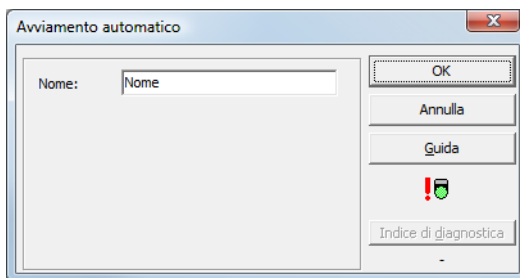 Avviamento automatico
Nome: Nome
OK
Annulla
Guida
Indice di diagnostica
-